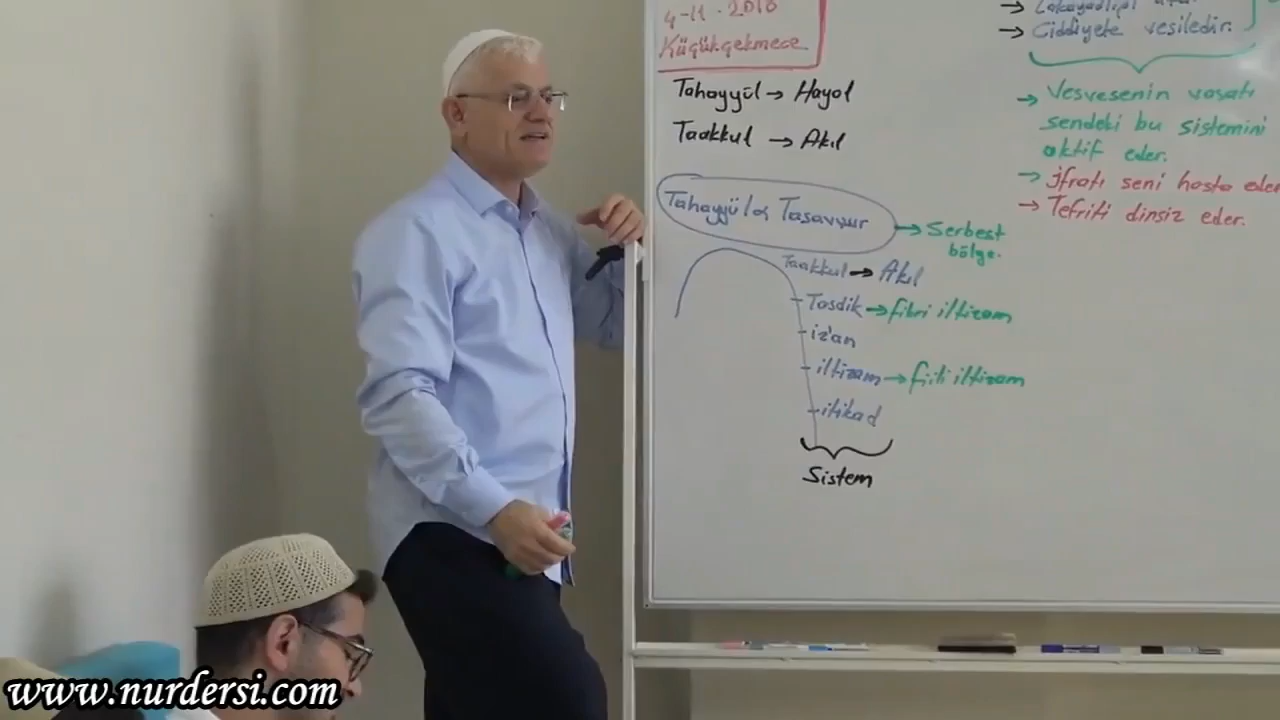 4-11-2018
Küçükçekmece
Tahayyül → Hayal
Taakkul → Akıl
Tahayyül Tasavvur → Serbest
bölge.
Taakkul → Akıl
Tasdik → fikri iltizam
iz'an
iltizam → fiili iltizam
itikad
Sistem
→ Ciddiyete vesiledir.
→ Vesvesenin vasatı
sendeki bu sistemini
aktif eder.
→ ifratı seni hasta eder
→ Tefriti dinsiz eder.
www.nurdersi.com